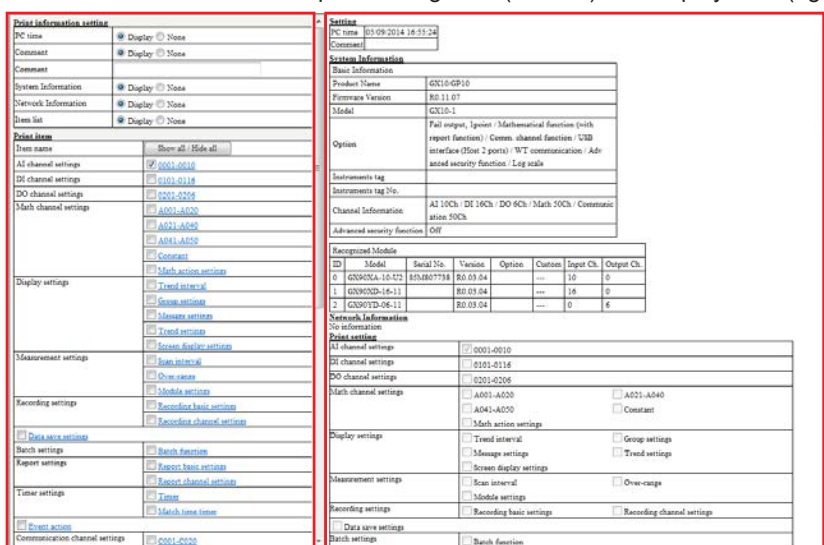 Print information setting
PC time Display None
Comment Display None
Comment
System Information Display None
Network Information Display None
Item list Display None
Print item
Item name Show all / Hide all
AI channel settings 0001-0010
DI channel settings 0101-0116
DO channel settings 0201-0206
Math channel settings A001-A020
A021-A040
A041-A050
Constant
Math action settings
Display settings Trend interval
Group settings
Message settings
Trend settings
Screen display settings
Measurement settings Scan interval
Over-range
Module settings
Recording settings Recording basic settings
Recording channel settings
Data save settings
Batch settings Batch function
Report settings Report basic settings
Report channel settings
Timer settings Timer
Match time timer
Event action
Communication channel settings C001-C020
Setting
PC time 03/09/2014 16:53:24
Comment
System Information
Basic Information
Product Name GX10-GP10
Firmware Version R0.11.07
Model GX10-1
Option Fail output, 1point / Mathematical function (with
report function) / Comm. channel function / USB
interface (Host 2 ports) / WT communication / Adv
anced security function / Log scale
Instruments tag
Instruments tag No.
Channel Information AI 10Ch / DI 16Ch / DO 6Ch / Math 50Ch / Communic
ation 50Ch
Advanced security function Off
Recognized Module
ID Model Serial No. Version Option Custom Input Ch. Output Ch.
0 GX90XA-10-U2 S5M807738 R0.03.04 --- 10 0
1 GX90XD-16-11 R0.03.04 --- 16 0
2 GX90YD-06-11 R0.03.04 --- 0 6
Network Information
No information
Print setting
AI channel settings 0001-0010
DI channel settings 0101-0116
DO channel settings 0201-0206
Math channel settings A001-A020 A021-A040
A041-A050 Constant
Math action settings
Display settings Trend interval Group settings
Message settings Trend settings
Screen display settings
Measurement settings Scan interval Over-range
Module settings
Recording settings Recording basic settings Recording channel settings
Data save settings
Batch settings Batch function